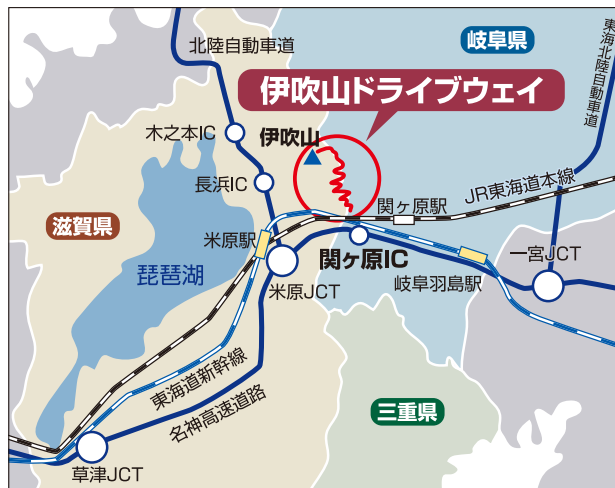 北陸自動車道
岐阜県
東海北陸自動車道
伊吹山ドライブウェイ
木之本IC
伊吹山
長浜IC
JR東海道本線
関ヶ原駅
滋賀県
米原駅
琵琶湖
関ヶ原IC
一宮JCT
米原JCT
岐阜羽島駅
東海道新幹線
名神高速道路
三重県
草津JCT